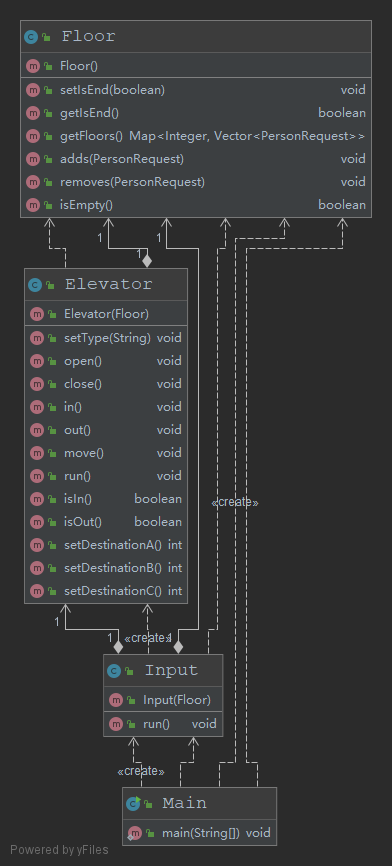 Floor
Floor()
setIsEnd(boolean) void
getIsEnd() boolean
getFloors() Map<Integer, Vector<PersonRequest>>
adds(PersonRequest) void
removes(PersonRequest) void
isEmpty() boolean
1 1 1
Elevator
Elevator(Floor)
setType(String) void
open() void
close() void
in() void
out() void
move() void
run() void
isIn() boolean
isOut() boolean
«create»
setDestinationA() int
setDestinationB() int
setDestinationC() int
1
1 «create» 1
Input
Input(Floor)
run() void
«create»
Main
main(String[]) void
Powered by yFiles